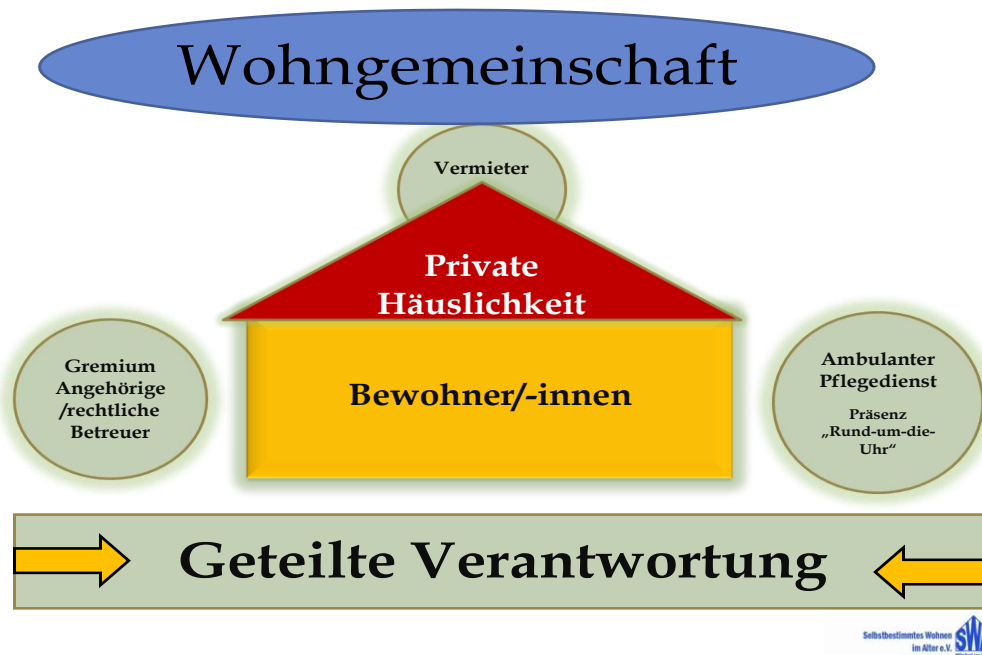 Wohngemeinschaft
Vermieter
Private
Häuslichkeit
Gremium
Angehörige
/rechtliche
Betreuer
Bewohner/-innen
Ambulanter
Pflegedienst
Präsenz
„Rund-um-die-
Uhr“
Geteilte Verantwortung
Selbstbestimmtes Wohnen
im Alter e.V.